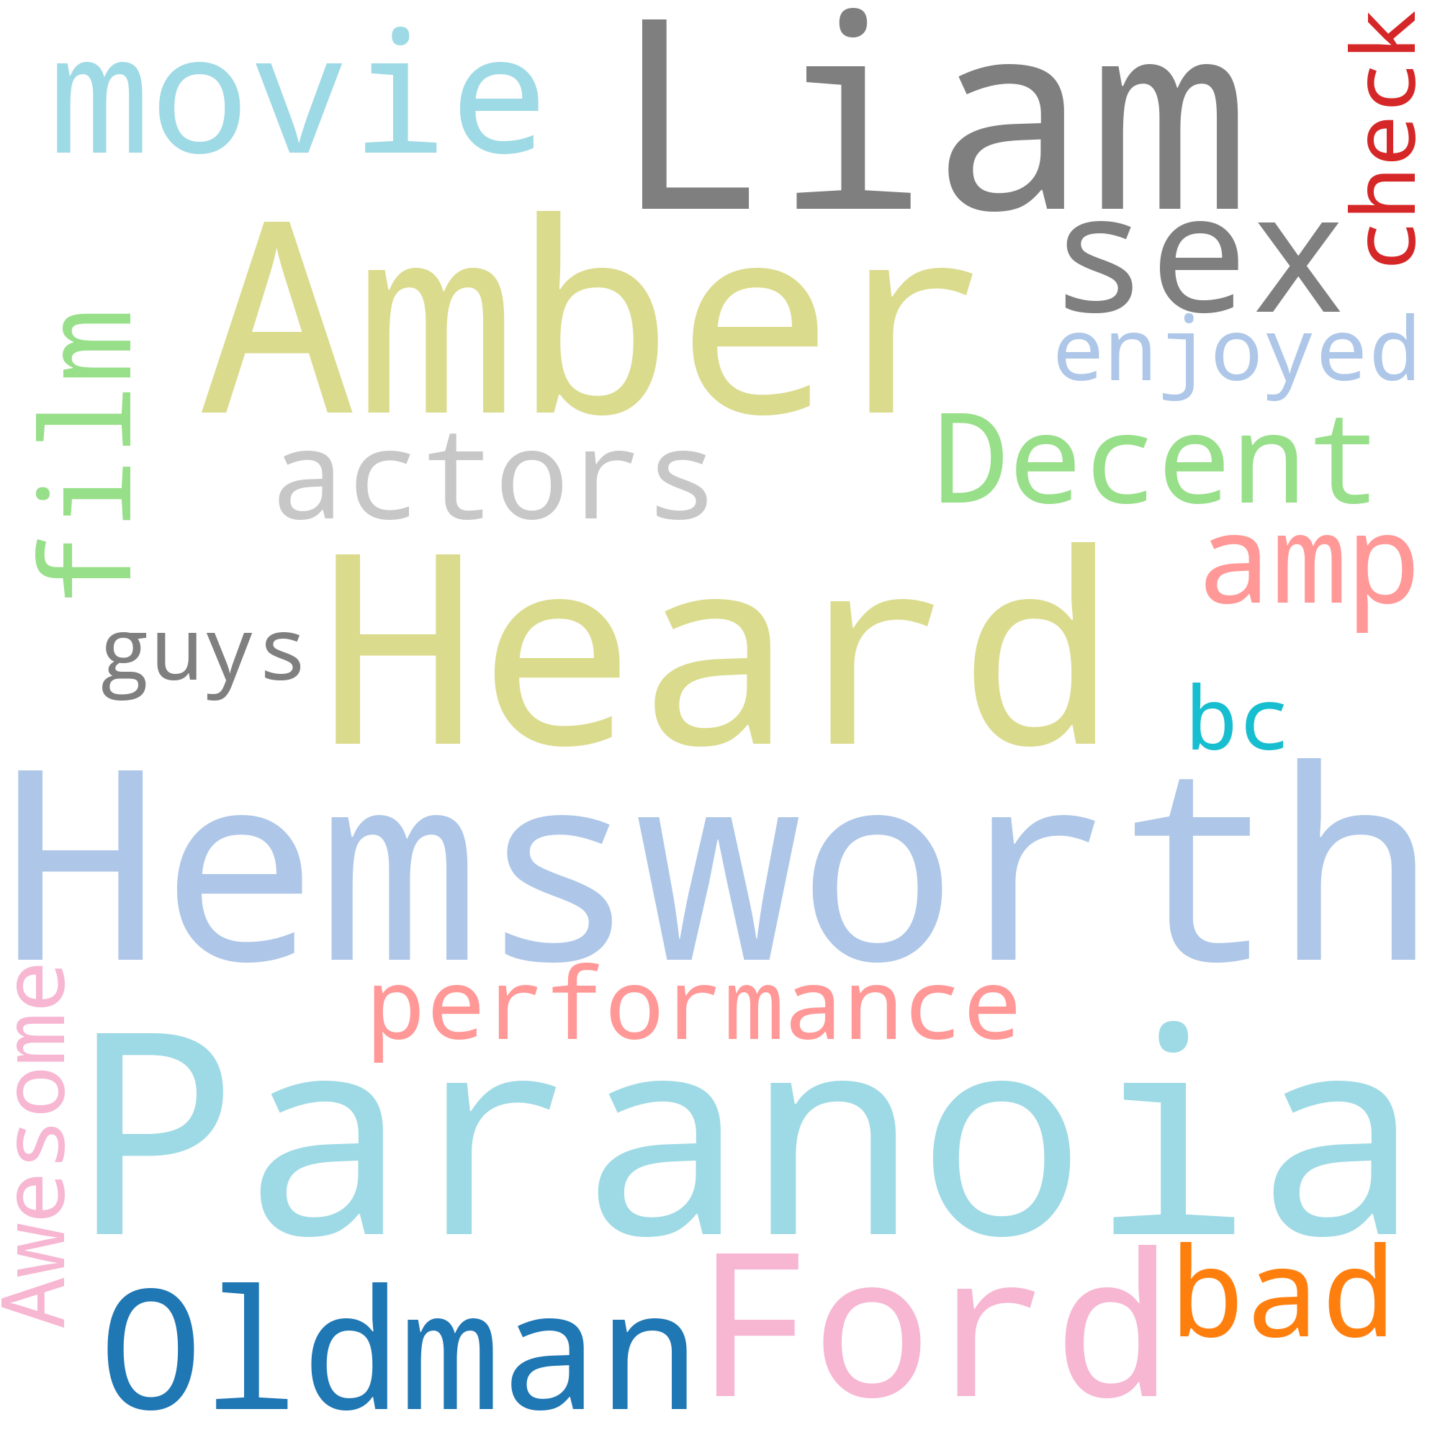 movie
Liam
check
Amber
sex
enjoyed
film
actors
Decent
amp
Heard
guys
bc
Hemsworth
Awesome
performance
Paranoia
Oldman
Ford
bad